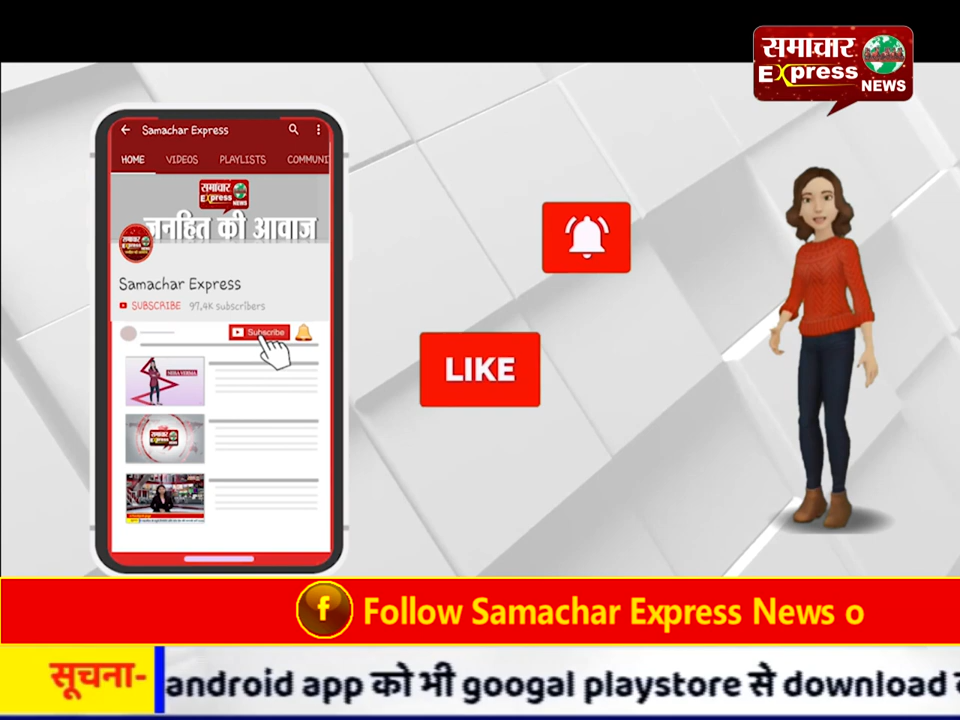 समाचार
Express
NEWS
Samachar Express
HOME VIDEOS PLAYLISTS COMMUNI
समाचार
Express
NEWS
जनहित की आवाज
Samachar Express
SUBSCRIBE 97.4K subscribers
Subscribe
LIKE
f Follow Samachar Express News o
सूचना- android app को भी googal playstore से download